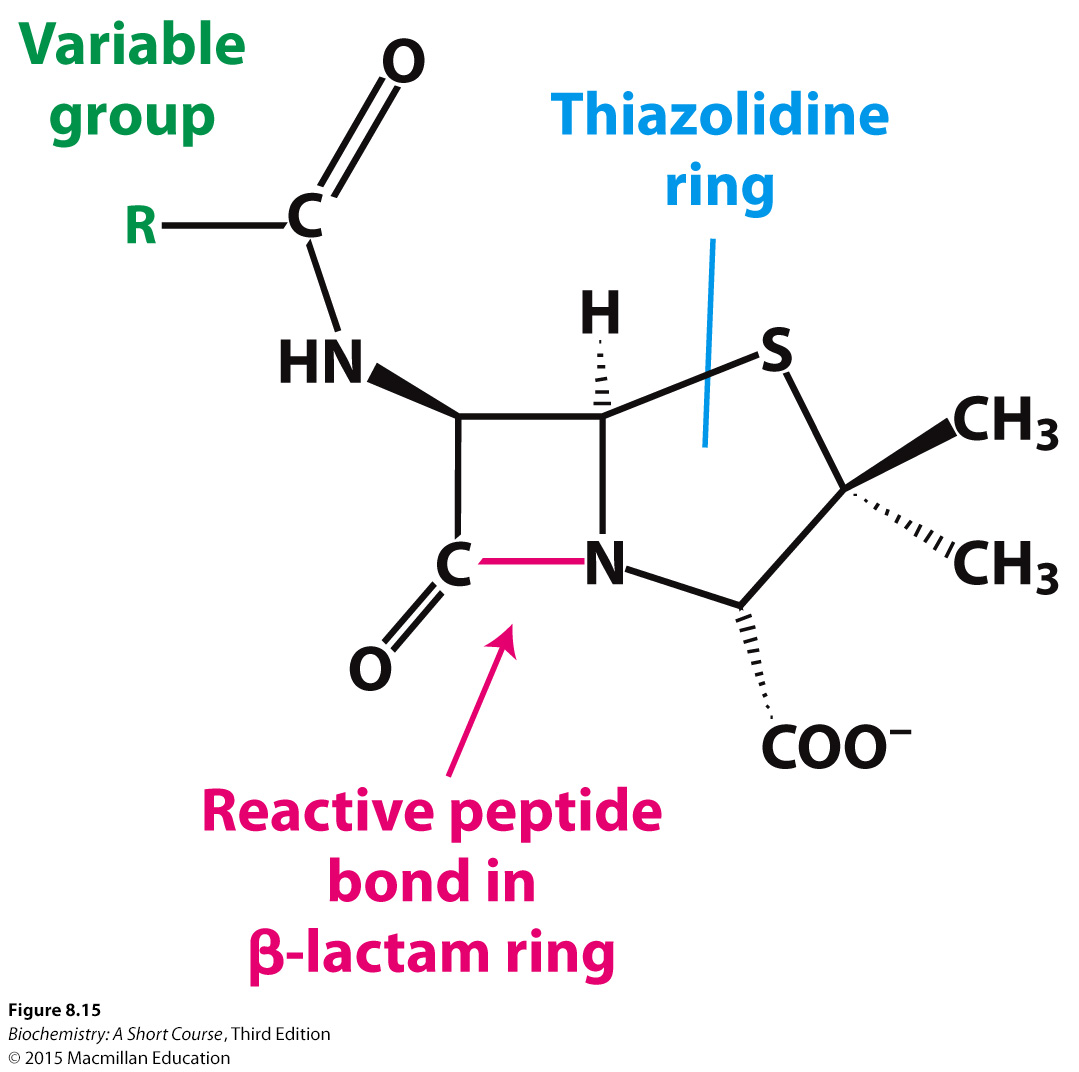 Variable
group
O
Thiazolidine
ring
R
C
H
HN
S
CH₃
C
N
CH₃
O
COO⁻
Reactive peptide
bond in
β-lactam ring
Figure 8.15
Biochemistry: A Short Course, Third Edition
© 2015 Macmillan Education